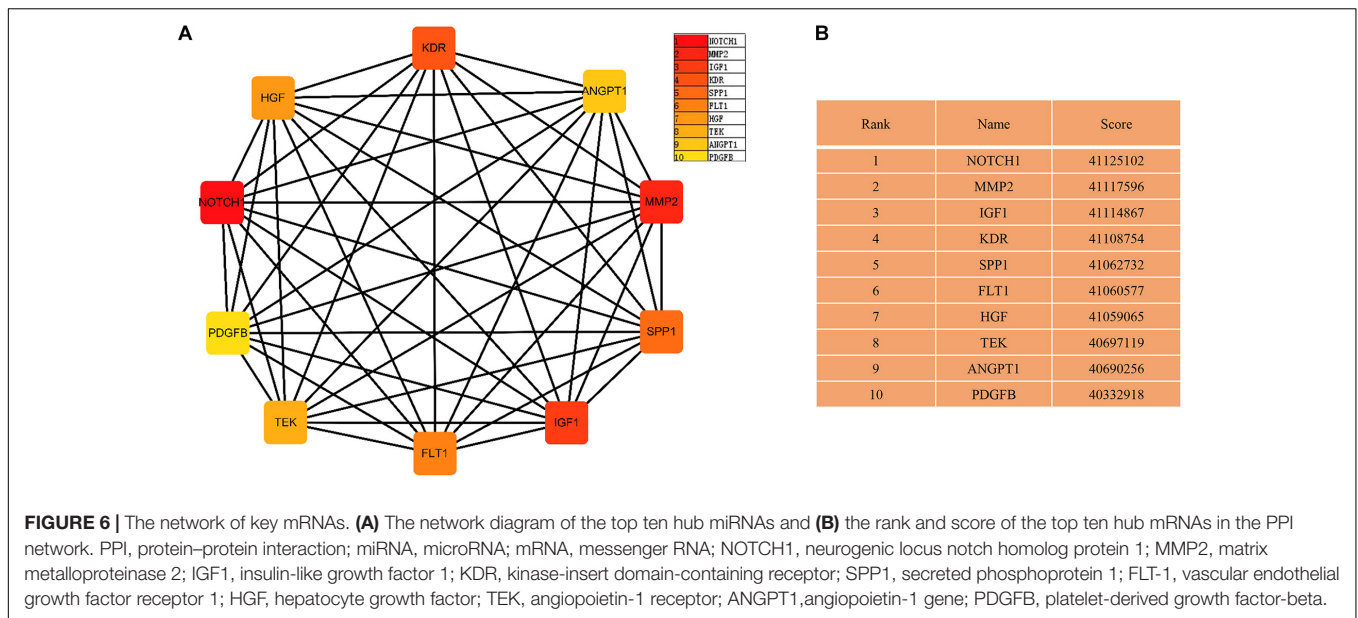 A
KDR
HGF
ANGPT1
NOTCH1
MMP2
PDGFB
SPP1
TEK
IGF1
FLT1
1 NOTCH1
2 MMP2
3 IGF1
4 KDR
5 SPP1
6 FLT1
7 HGF
8 TEK
9 ANGPT1
10 PDGFB
B
Rank Name Score
1 NOTCH1 41125102
2 MMP2 41117596
3 IGF1 41114867
4 KDR 41108754
5 SPP1 41062732
6 FLT1 41060577
7 HGF 41059065
8 TEK 40697119
9 ANGPT1 40690256
10 PDGFB 40332918
FIGURE 6 | The network of key mRNAs. (A) The network diagram of the top ten hub miRNAs and (B) the rank and score of the top ten hub mRNAs in the PPI
network. PPI, protein–protein interaction; miRNA, microRNA; mRNA, messenger RNA; NOTCH1, neurogenic locus notch homolog protein 1; MMP2, matrix
metalloproteinase 2; IGF1, insulin-like growth factor 1; KDR, kinase-insert domain-containing receptor; SPP1, secreted phosphoprotein 1; FLT-1, vascular endothelial
growth factor receptor 1; HGF, hepatocyte growth factor; TEK, angiopoietin-1 receptor; ANGPT1,angiopoietin-1 gene; PDGFB, platelet-derived growth factor-beta.